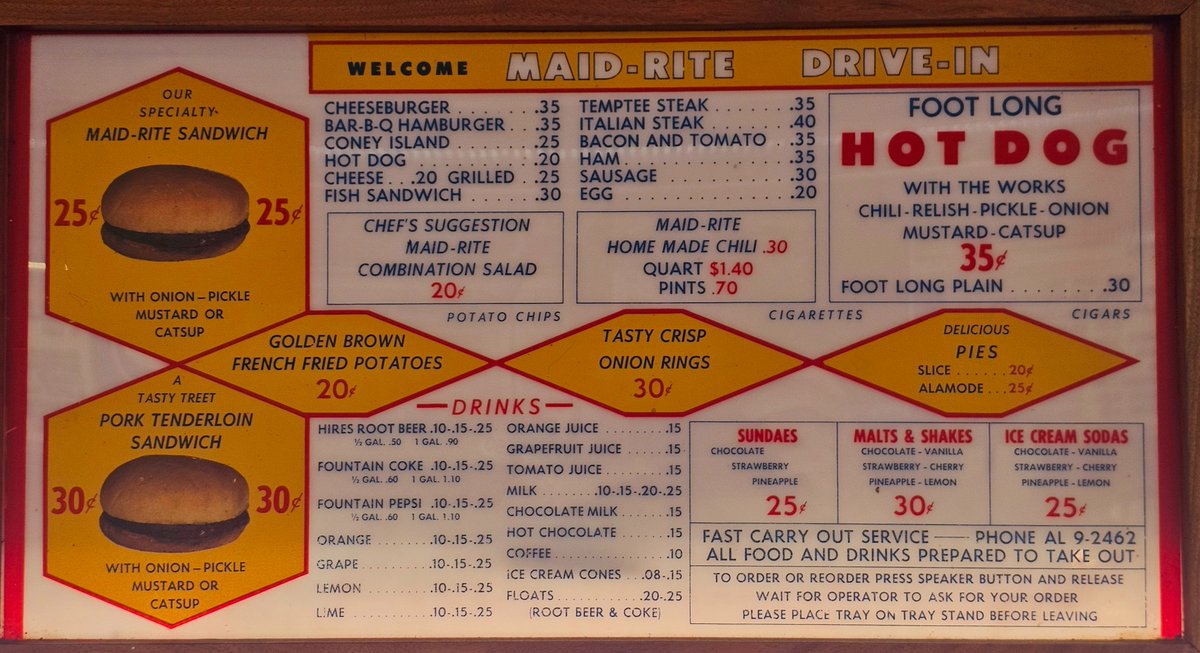 WELCOME MAID-RITE DRIVE-IN
OUR
SPECIALTY-
MAID-RITE SANDWICH
25¢ 25¢
WITH ONION-PICKLE
MUSTARD OR
CATSUP
CHEESEBURGER ...... .35
BAR-B-Q HAMBURGER .. .35
CONEY ISLAND ...... .25
HOT DOG ........ .20
CHEESE ...20 GRILLED . .25
FISH SANDWICH ..... .30
TEMPTEE STEAK ...... .35
ITALIAN STEAK ...... .40
BACON AND TOMATO . .35
HAM ........... .35
SAUSAGE ........ .30
EGG ........... .20
FOOT LONG
HOT DOG
WITH THE WORKS
CHILI-RELISH-PICKLE-ONION
MUSTARD-CATSUP
35¢
FOOT LONG PLAIN ........ .30
CHEF'S SUGGESTION
MAID-RITE
COMBINATION SALAD
20¢
MAID-RITE
HOME MADE CHILI .30
QUART $1.40
PINTS .70
POTATO CHIPS CIGARETTES CIGARS
GOLDEN BROWN
FRENCH FRIED POTATOES
20¢
TASTY CRISP
ONION RINGS
30¢
DELICIOUS
PIES
SLICE ...... 20¢
ALAMODE ... 25¢
A
TASTY TREET
PORK TENDERLOIN
SANDWICH
30¢ 30¢
WITH ONION-PICKLE
MUSTARD OR
CATSUP
DRINKS
HIRES ROOT BEER .10-.15-.25
½ GAL. .50 1 GAL. .90
FOUNTAIN COKE .10-.15-.25
½ GAL. .60 1 GAL. 1.10
FOUNTAIN PEPSI .10-.15-.25
½ GAL. .60 1 GAL. 1.10
ORANGE ........ .10-.15-.25
GRAPE .......... .10-.15-.25
LEMON ......... .10-.15-.25
LIME ........... .10-.15-.25
ORANGE JUICE ......... .15
GRAPEFRUIT JUICE ..... .15
TOMATO JUICE ......... .15
MILK ........ .10-.15-.20-.25
CHOCOLATE MILK ....... .15
HOT CHOCOLATE ...... .15
COFFEE ............. .10
ICE CREAM CONES ... .08-.15
FLOATS ......... .20-.25
(ROOT BEER & COKE)
SUNDAES
CHOCOLATE
STRAWBERRY
PINEAPPLE
25¢
MALTS & SHAKES
CHOCOLATE - VANILLA
STRAWBERRY - CHERRY
PINEAPPLE - LEMON
30¢
ICE CREAM SODAS
CHOCOLATE - VANILLA
STRAWBERRY - CHERRY
PINEAPPLE - LEMON
25¢
FAST CARRY OUT SERVICE — PHONE AL 9-2462
ALL FOOD AND DRINKS PREPARED TO TAKE OUT
TO ORDER OR REORDER PRESS SPEAKER BUTTON AND RELEASE
WAIT FOR OPERATOR TO ASK FOR YOUR ORDER
PLEASE PLACE TRAY ON TRAY STAND BEFORE LEAVING